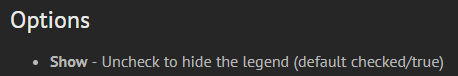 Options
• Show - Uncheck to hide the legend (default checked/true)